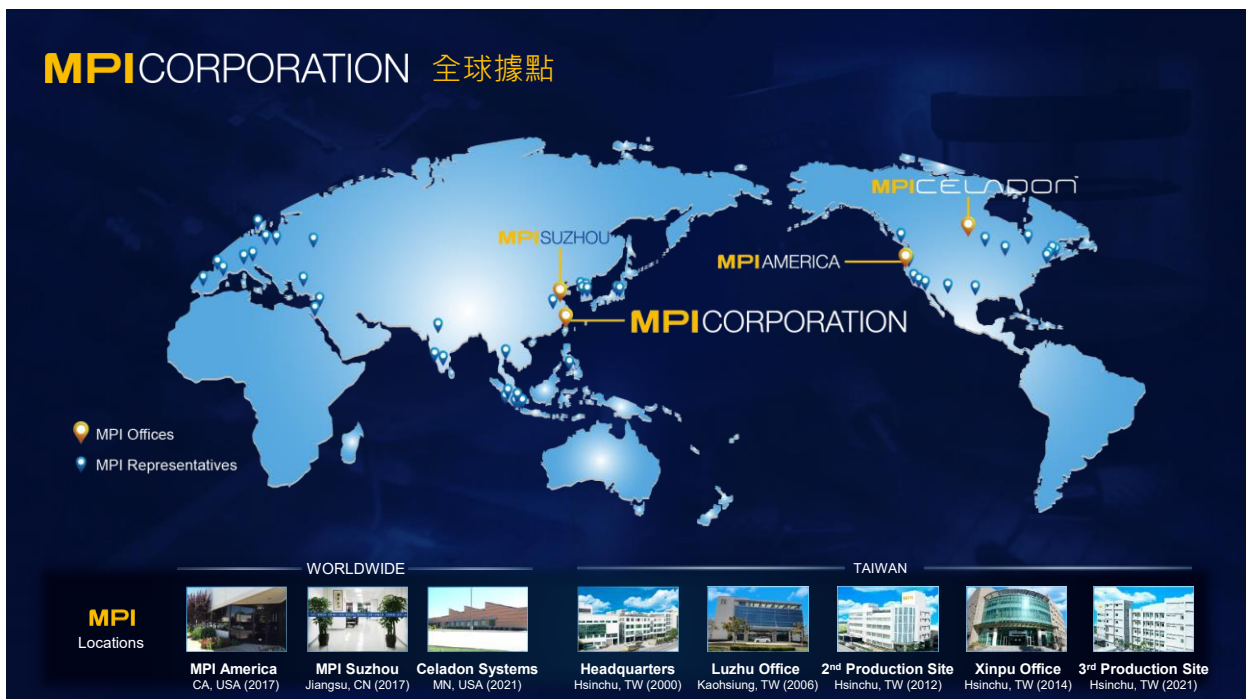 MPI CORPORATION 全球據點
MPI CELADON
MPI SUZHOU
MPI AMERICA
MPI CORPORATION
MPI Offices
MPI Representatives
WORLDWIDE
TAIWAN
MPI
Locations
MPI America
CA, USA (2017)
MPI Suzhou
Jiangsu, CN (2017)
Celadon Systems
MN, USA (2021)
Headquarters
Hsinchu, TW (2000)
Luzhu Office
Kaohsiung, TW (2006)
2nd Production Site
Hsinchu, TW (2012)
Xinpu Office
Hsinchu, TW (2014)
3rd Production Site
Hsinchu, TW (2021)